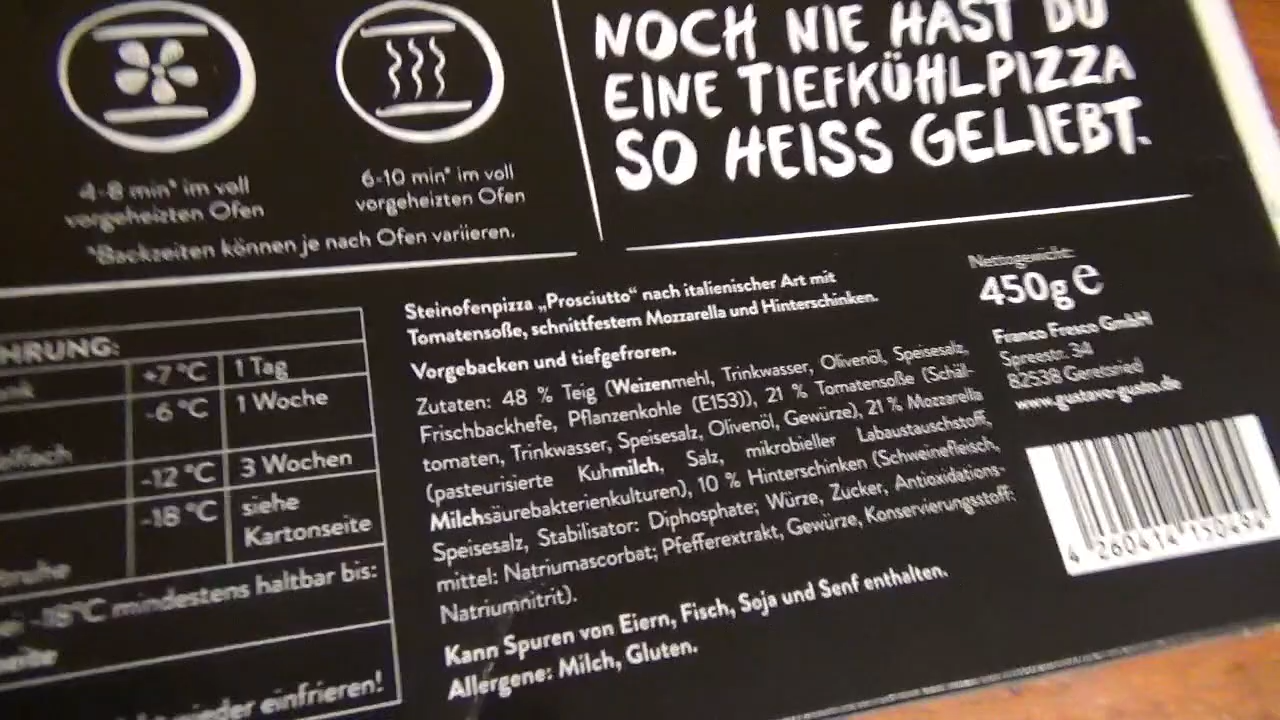 4-8 min* im voll
vorgeheizten Ofen
6-10 min* im voll
vorgeheizten Ofen
*Backzeiten können je nach Ofen variieren.
NOCH NIE HAST DU
EINE TIEFKÜHLPIZZA
SO HEISS GELIEBT.
HRUNG:
+7 °C 1 Tag
-6 °C 1 Woche
-12 °C 3 Wochen
-18 °C siehe
Kartonseite
-18°C mindestens haltbar bis:
wieder einfrieren!
Steinofenpizza „Prosciutto“ nach italienischer Art mit
Tomatensoße, schnittfestem Mozzarella und Hinterschinken.
Vorgebacken und tiefgefroren.
Zutaten: 48 % Teig (Weizenmehl, Trinkwasser, Olivenöl, Speisesalz,
Frischbackhefe, Pflanzenkohle (E153)), 21 % Tomatensoße (Schäl-
tomaten, Trinkwasser, Speisesalz, Olivenöl, Gewürze), 21 % Mozzarella
(pasteurisierte Kuhmilch, Salz, mikrobieller Labaustauschstoff,
Milchsäurebakterienkulturen), 10 % Hinterschinken (Schweinefleisch,
Speisesalz, Stabilisator: Diphosphate; Würze, Zucker, Antioxidations-
mittel: Natriumascorbat; Pfefferextrakt, Gewürze, Konservierungsstoff:
Natriumnitrit).
Kann Spuren von Eiern, Fisch, Soja und Senf enthalten.
Allergene: Milch, Gluten.
Nettogewicht:
450g e
Franco Fresco GmbH
Spreestr. 34
82538 Geretsried
www.gustavo-gusto.de
4 260414 150494